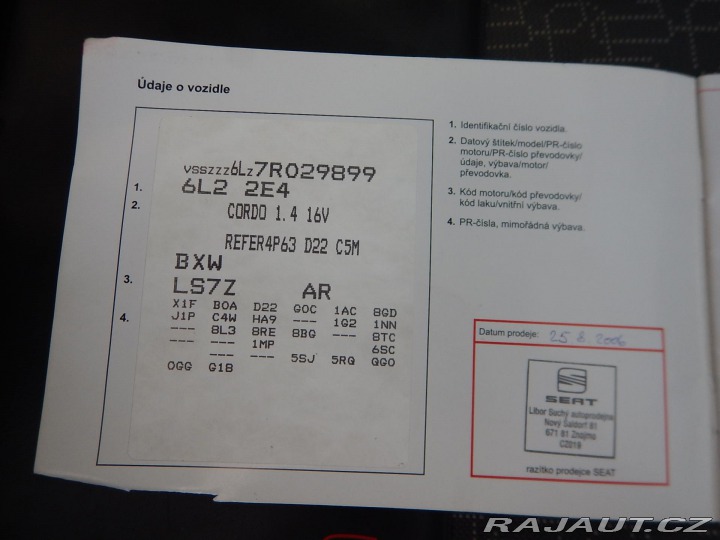 Údaje o vozidle
VSSZZZ6LZ7R029899
1. 6L2 2E4
2. CORDO 1.4 16V
REFER4P63 D22 C5M
BXW
3. LS7Z AR
X1F B0A D22 G0C 1AC 8GD
4. J1P C4W HA9 --- 1G2 1NN
--- 8L3 8RE 8BG --- 8TC
--- --- 1MP 6SC
--- --- 5SJ 5RQ GG0
0GG G1B
1. Identifikační číslo vozidla.
2. Datový štítek/model/PR-číslo
motoru/PR-číslo převodovky/
údaje, výbava/motor/
převodovka.
3. Kód motoru/kód převodovky/
kód laku/vnitřní výbava.
4. PR-čísla, mimořádná výbava.
Datum prodeje: 25 8. 2006
SEAT
Libor Suchý autoprodejna
Nový Šaldorf 81
671 81 Znojmo
CZ019
razítko prodejce SEAT
RAJAUT.CZ